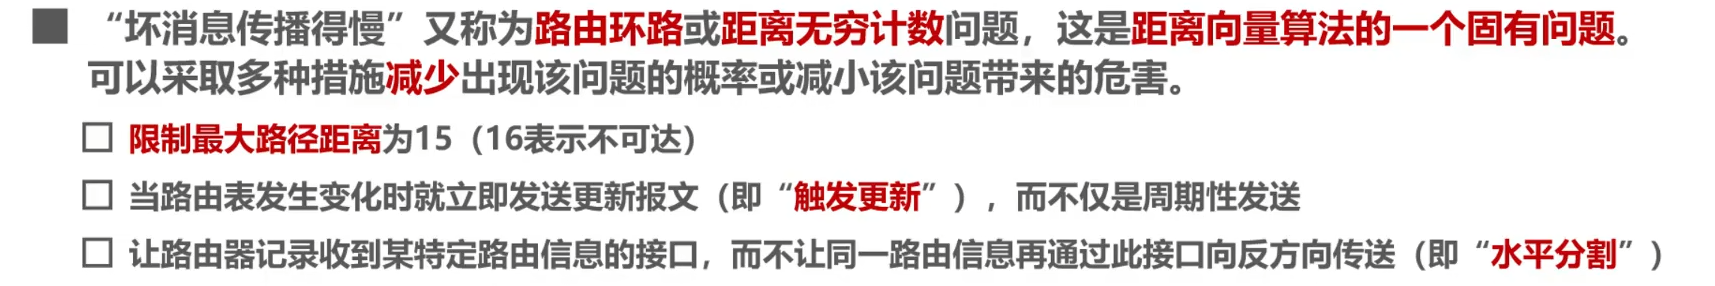 “坏消息传播得慢”又称为路由环路或距离无穷计数问题，这是距离向量算法的一个固有问题。
可以采取多种措施减少出现该问题的概率或减小该问题带来的危害。
限制最大路径距离为15（16表示不可达）
当路由表发生变化时就立即发送更新报文（即“触发更新”），而不仅是周期性发送
让路由器记录收到某特定路由信息的接口，而不让同一路由信息再通过此接口向反方向传送（即“水平分割”）